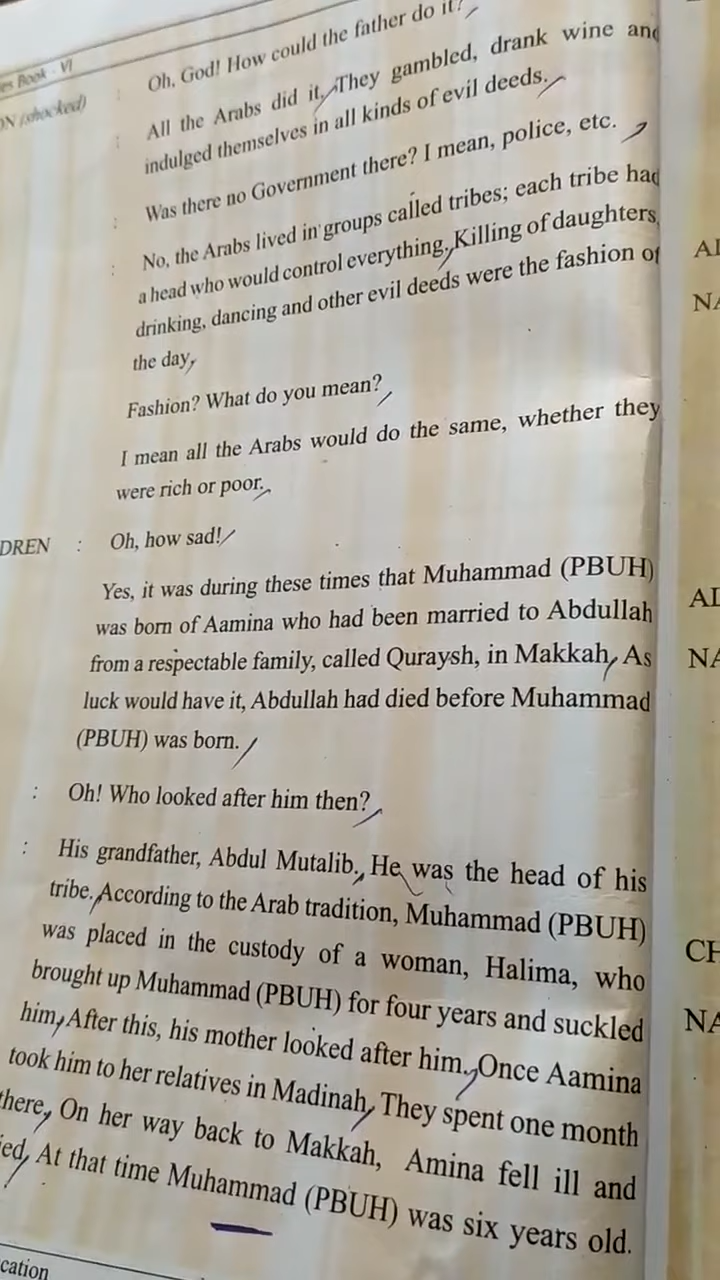 Book - VI
Oh, God! How could the father do it?
(shocked) :
: All the Arabs did it. They gambled, drank wine and
indulged themselves in all kinds of evil deeds.
: Was there no Government there? I mean, police, etc.
: No, the Arabs lived in groups called tribes; each tribe had
a head who would control everything. Killing of daughters,
drinking, dancing and other evil deeds were the fashion of
the day.
Fashion? What do you mean?
I mean all the Arabs would do the same, whether they
were rich or poor.
DREN : Oh, how sad!
Yes, it was during these times that Muhammad (PBUH)
was born of Aamina who had been married to Abdullah
from a respectable family, called Quraysh, in Makkah. As
luck would have it, Abdullah had died before Muhammad
(PBUH) was born.
: Oh! Who looked after him then?
: His grandfather, Abdul Mutalib. He was the head of his
tribe. According to the Arab tradition, Muhammad (PBUH)
was placed in the custody of a woman, Halima, who
brought up Muhammad (PBUH) for four years and suckled
him. After this, his mother looked after him. Once Aamina
took him to her relatives in Madinah. They spent one month
there. On her way back to Makkah, Amina fell ill and
ied. At that time Muhammad (PBUH) was six years old.
cation
NA
NA
CH
NA